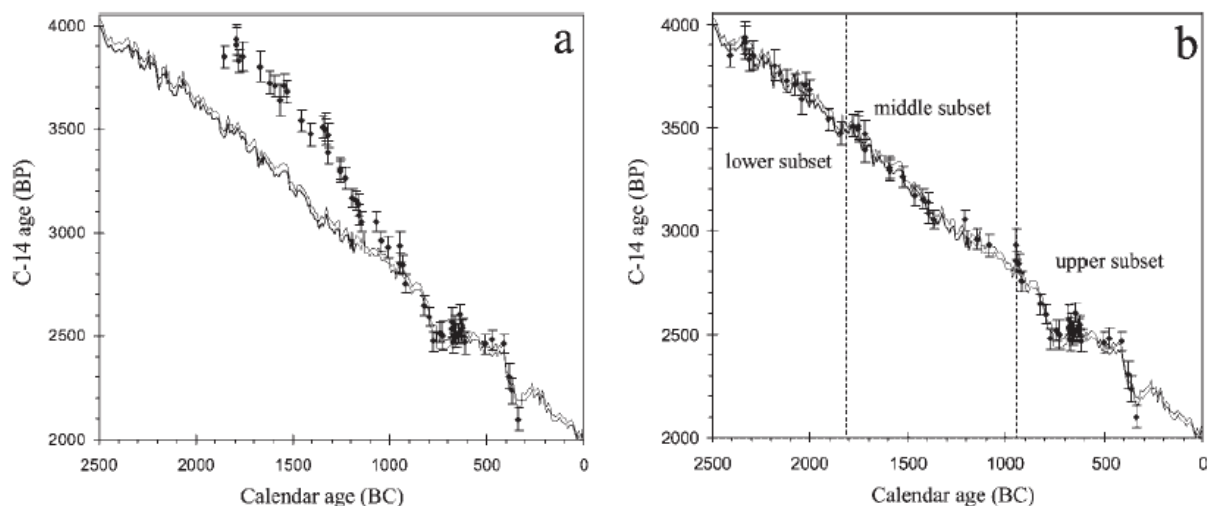 a
C-14 age (BP)
4000
3500
3000
2500
2000
2500 2000 1500 1000 500 0
Calendar age (BC)
b
C-14 age (BP)
4000
3500
3000
2500
2000
middle subset
lower subset
upper subset
2500 2000 1500 1000 500 0
Calendar age (BC)